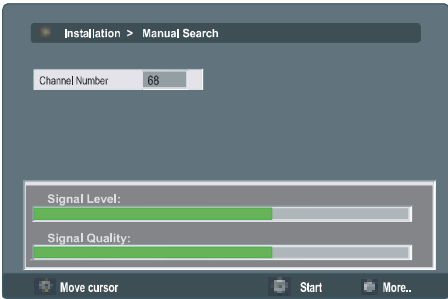 Installation > Manual Search
Channel Number 68
Signal Level:
Signal Quality:
Move cursor Start More..